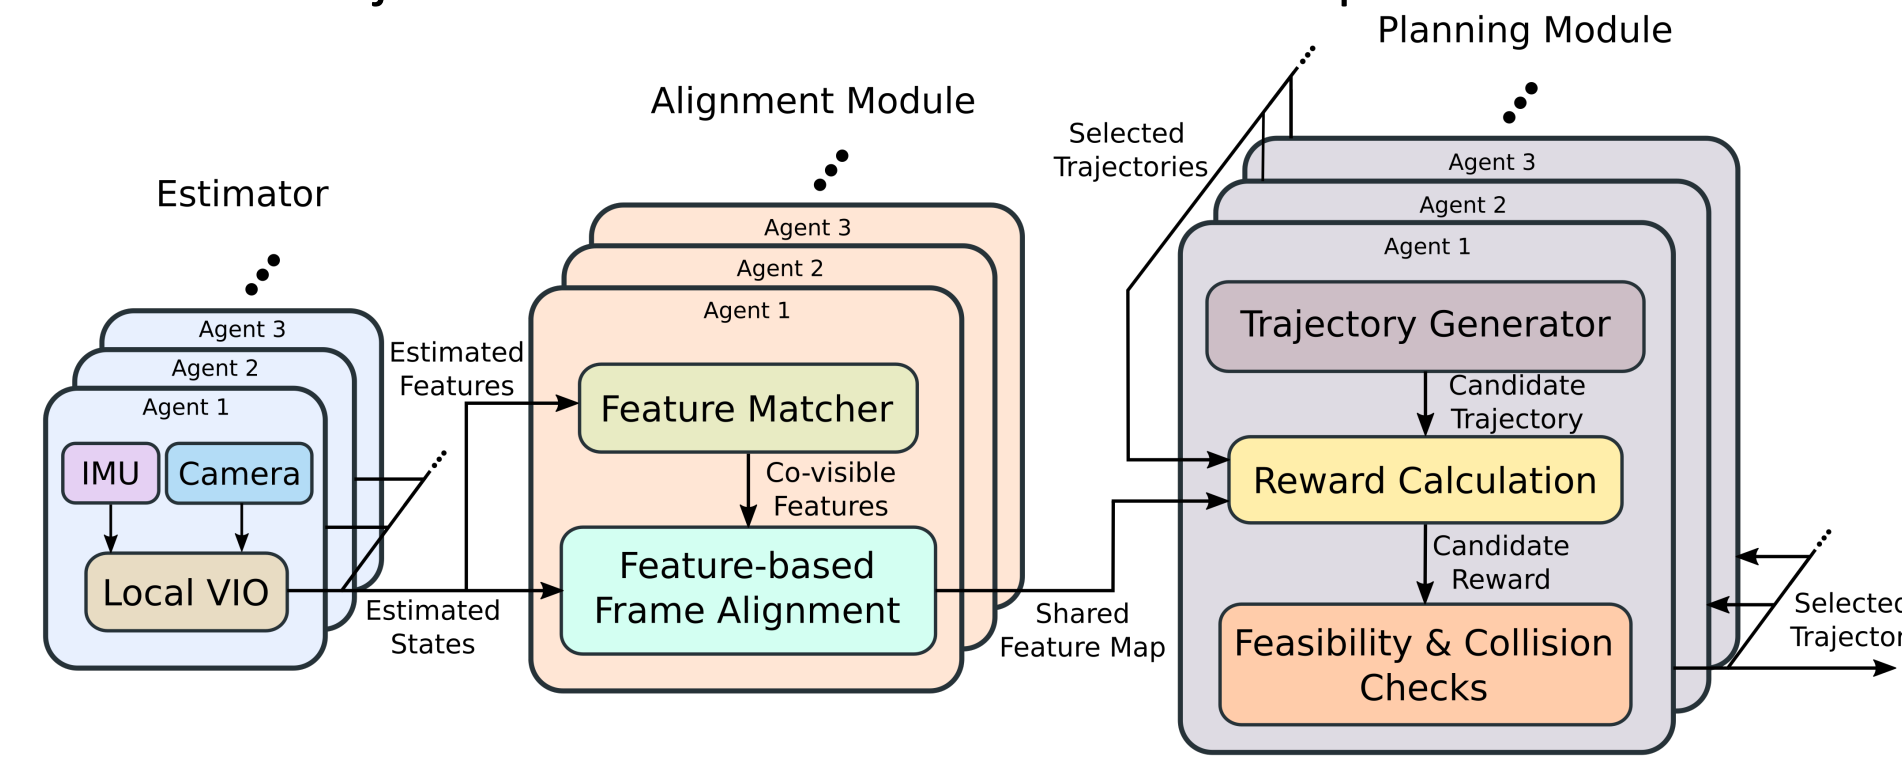 Planning Module
Alignment Module
Estimator
Agent 3
Agent 2
Agent 1
IMU
Camera
Local VIO
Estimated
Features
Estimated
States
Agent 3
Agent 2
Agent 1
Feature Matcher
Co-visible
Features
Feature-based
Frame Alignment
Shared
Feature Map
Selected
Trajectories
Agent 3
Agent 2
Agent 1
Trajectory Generator
Candidate
Trajectory
Reward Calculation
Candidate
Reward
Feasibility & Collision
Checks
Selected
Trajector